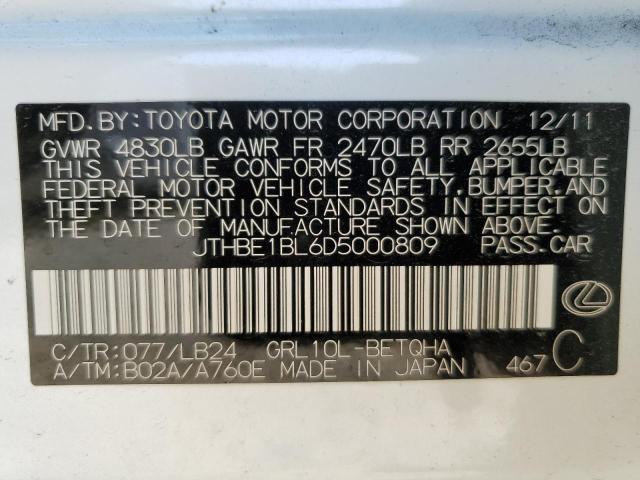 MFD. BY: TOYOTA MOTOR CORPORATION 12/11
GVWR 4830LB GAWR FR 2470LB RR 2655LB
THIS VEHICLE CONFORMS TO ALL APPLICABLE
FEDERAL MOTOR VEHICLE SAFETY, BUMPER, AND
THEFT PREVENTION STANDARDS IN EFFECT ON
THE DATE OF MANUFACTURE SHOWN ABOVE.
JTHBE1BL6D5000809 PASS. CAR
C/TR: 077/LB24 GRL10L-BETQHA
A/TM: B02A/A760E MADE IN JAPAN 467 C